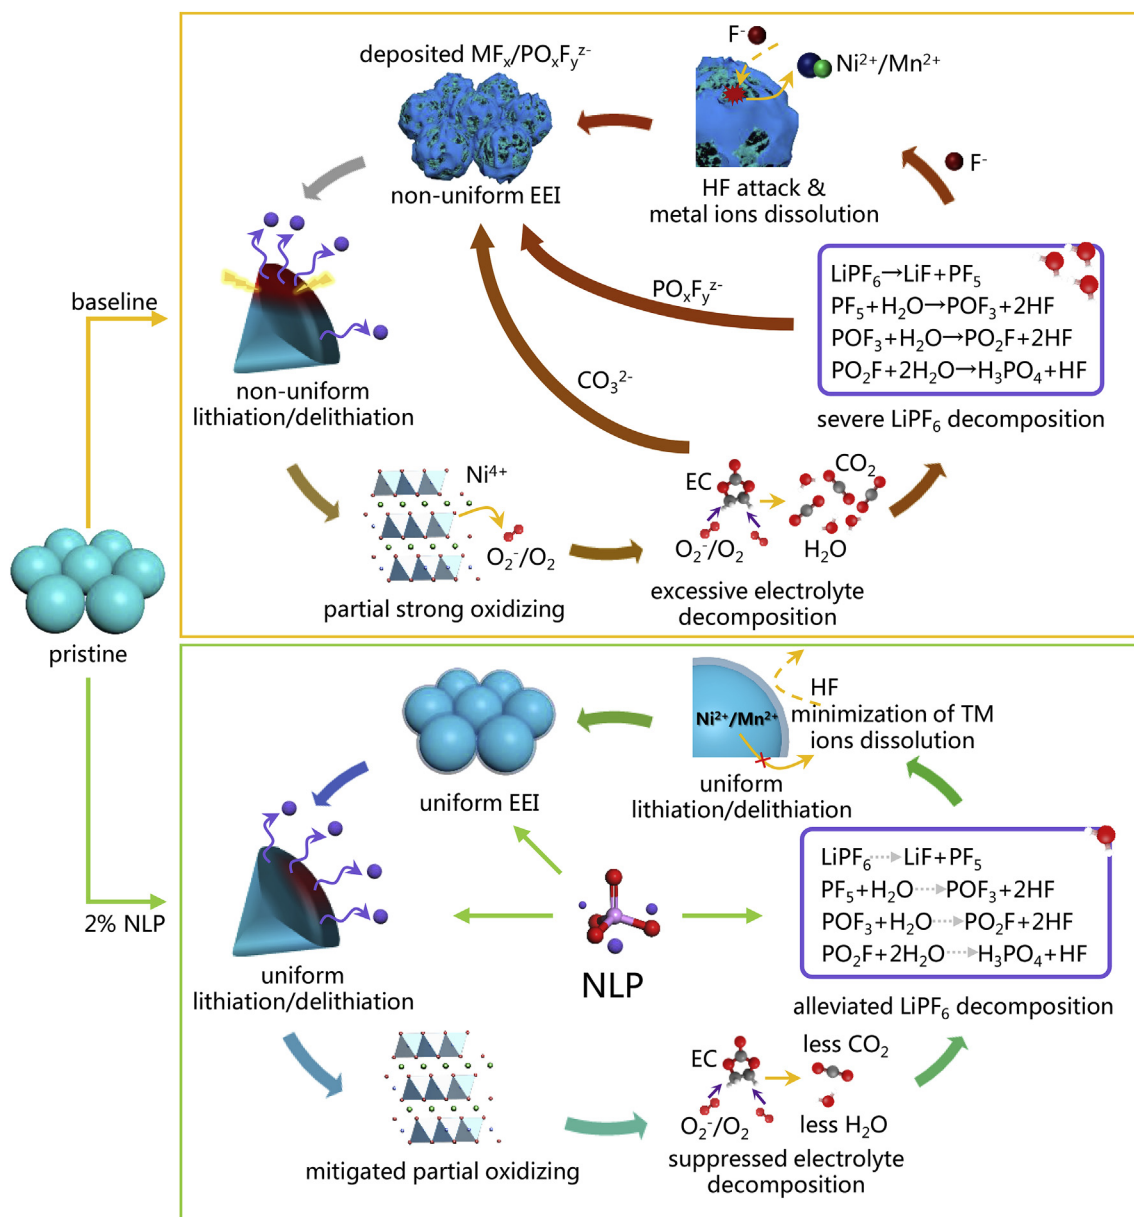 deposited MFₓ/POₓFᵧᶻ⁻
non-uniform EEI
F⁻
Ni²⁺/Mn²⁺
HF attack &
metal ions dissolution
F⁻
LiPF₆→LiF+PF₅
PF₅+H₂O→POF₃+2HF
POF₃+H₂O→PO₂F+2HF
PO₂F+2H₂O→H₃PO₄+HF
severe LiPF₆ decomposition
POₓFᵧᶻ⁻
CO₃²⁻
baseline
non-uniform
lithiation/delithiation
Ni⁴⁺
O₂⁻/O₂
partial strong oxidizing
EC
O₂⁻/O₂
CO₂
H₂O
excessive electrolyte
decomposition
pristine
2% NLP
uniform EEI
Ni²⁺/Mn²⁺
HF
minimization of TM
ions dissolution
uniform
lithiation/delithiation
LiPF₆⇢LiF+PF₅
PF₅+H₂O⇢POF₃+2HF
POF₃+H₂O⇢PO₂F+2HF
PO₂F+2H₂O⇢H₃PO₄+HF
alleviated LiPF₆ decomposition
NLP
uniform
lithiation/delithiation
mitigated partial oxidizing
EC
O₂⁻/O₂
less CO₂
less H₂O
suppressed electrolyte
decomposition